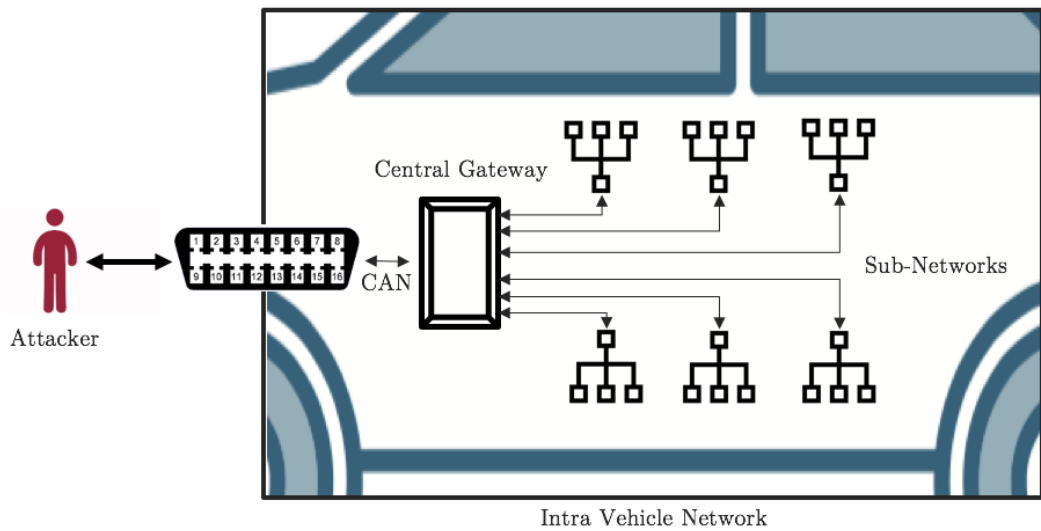 Central Gateway
1 2 3 4 5 6 7 8
9 10 11 12 13 14 15 16
CAN
Sub-Networks
Attacker
Intra Vehicle Network